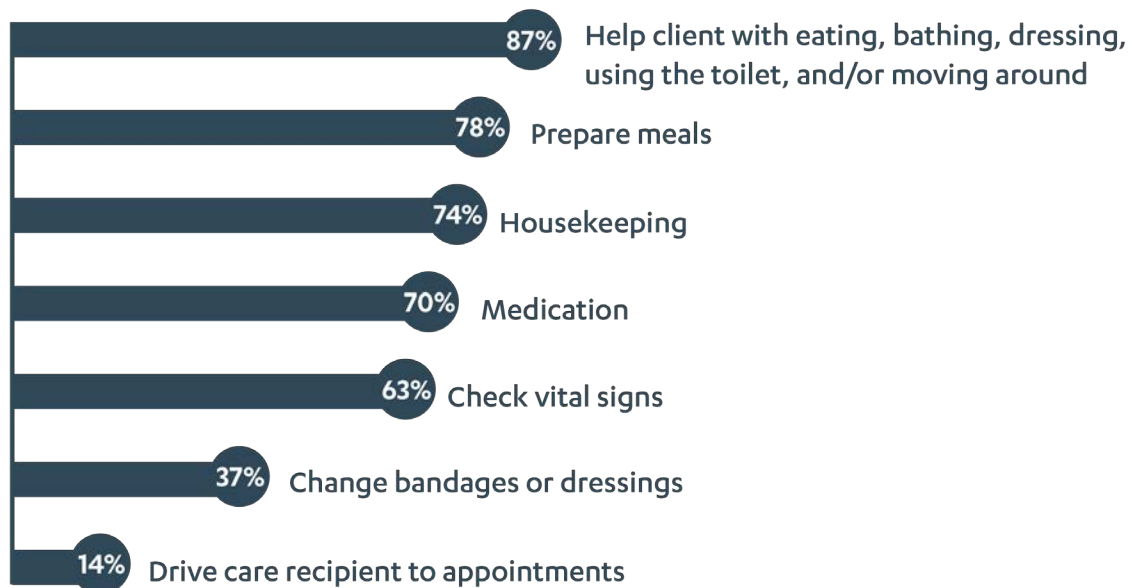 87% Help client with eating, bathing, dressing,
using the toilet, and/or moving around
78% Prepare meals
74% Housekeeping
70% Medication
63% Check vital signs
37% Change bandages or dressings
14% Drive care recipient to appointments